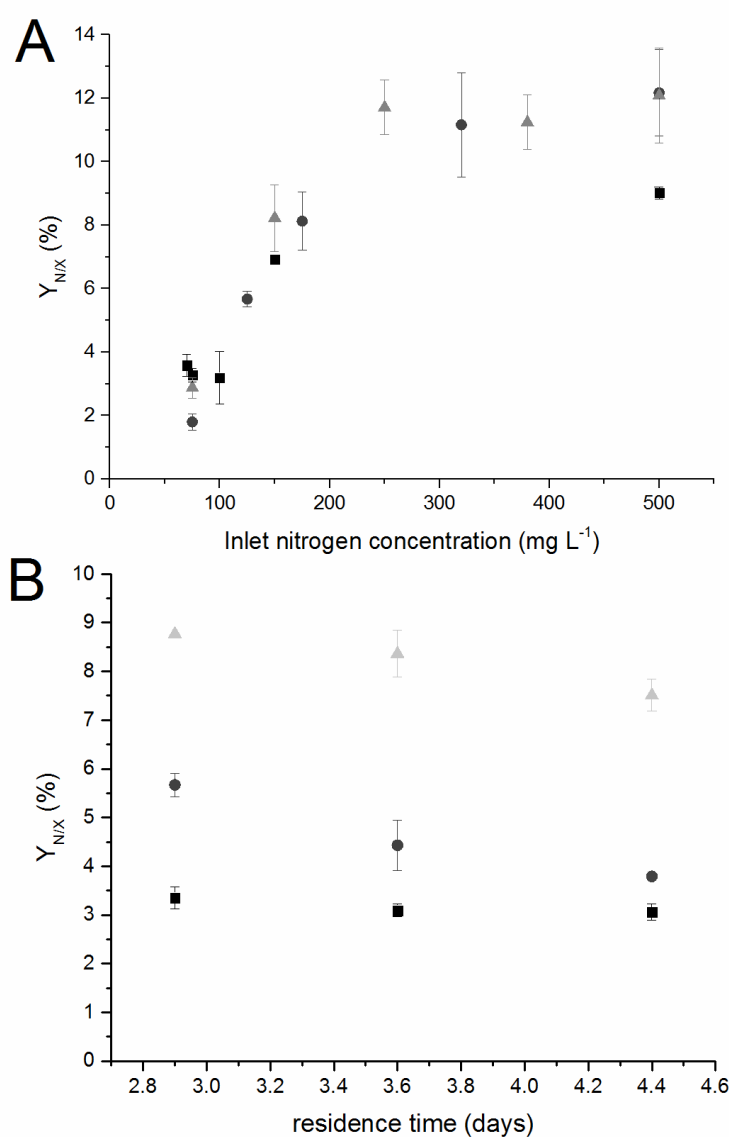 A
14
12
10
8
6
4
2
0
Y_N/X (%)
0 100 200 300 400 500
Inlet nitrogen concentration (mg L⁻¹)
B
10
9
8
7
6
5
4
3
2
1
0
Y_N/X (%)
2.8 3.0 3.2 3.4 3.6 3.8 4.0 4.2 4.4 4.6
residence time (days)